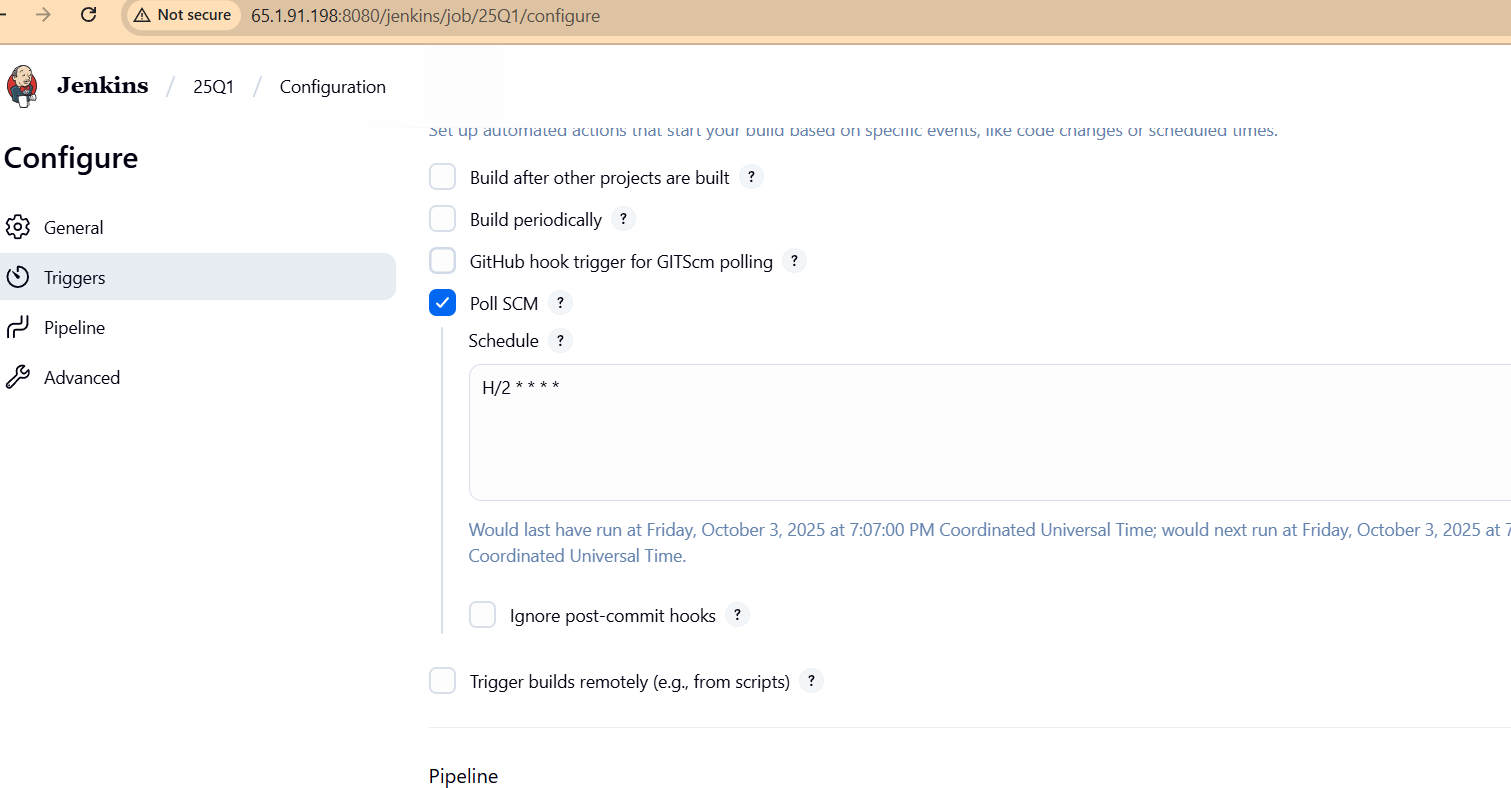 Not secure 65.1.91.198:8080/jenkins/job/25Q1/configure
Jenkins / 25Q1 / Configuration
Set up automated actions that start your build based on specific events, like code changes or scheduled times.
Configure
General
Triggers
Pipeline
Advanced
Build after other projects are built ?
Build periodically ?
GitHub hook trigger for GITScm polling ?
Poll SCM ?
Schedule ?
H/2 * * * *
Would last have run at Friday, October 3, 2025 at 7:07:00 PM Coordinated Universal Time; would next run at Friday, October 3, 2025 at 7
Coordinated Universal Time.
Ignore post-commit hooks ?
Trigger builds remotely (e.g., from scripts) ?
Pipeline